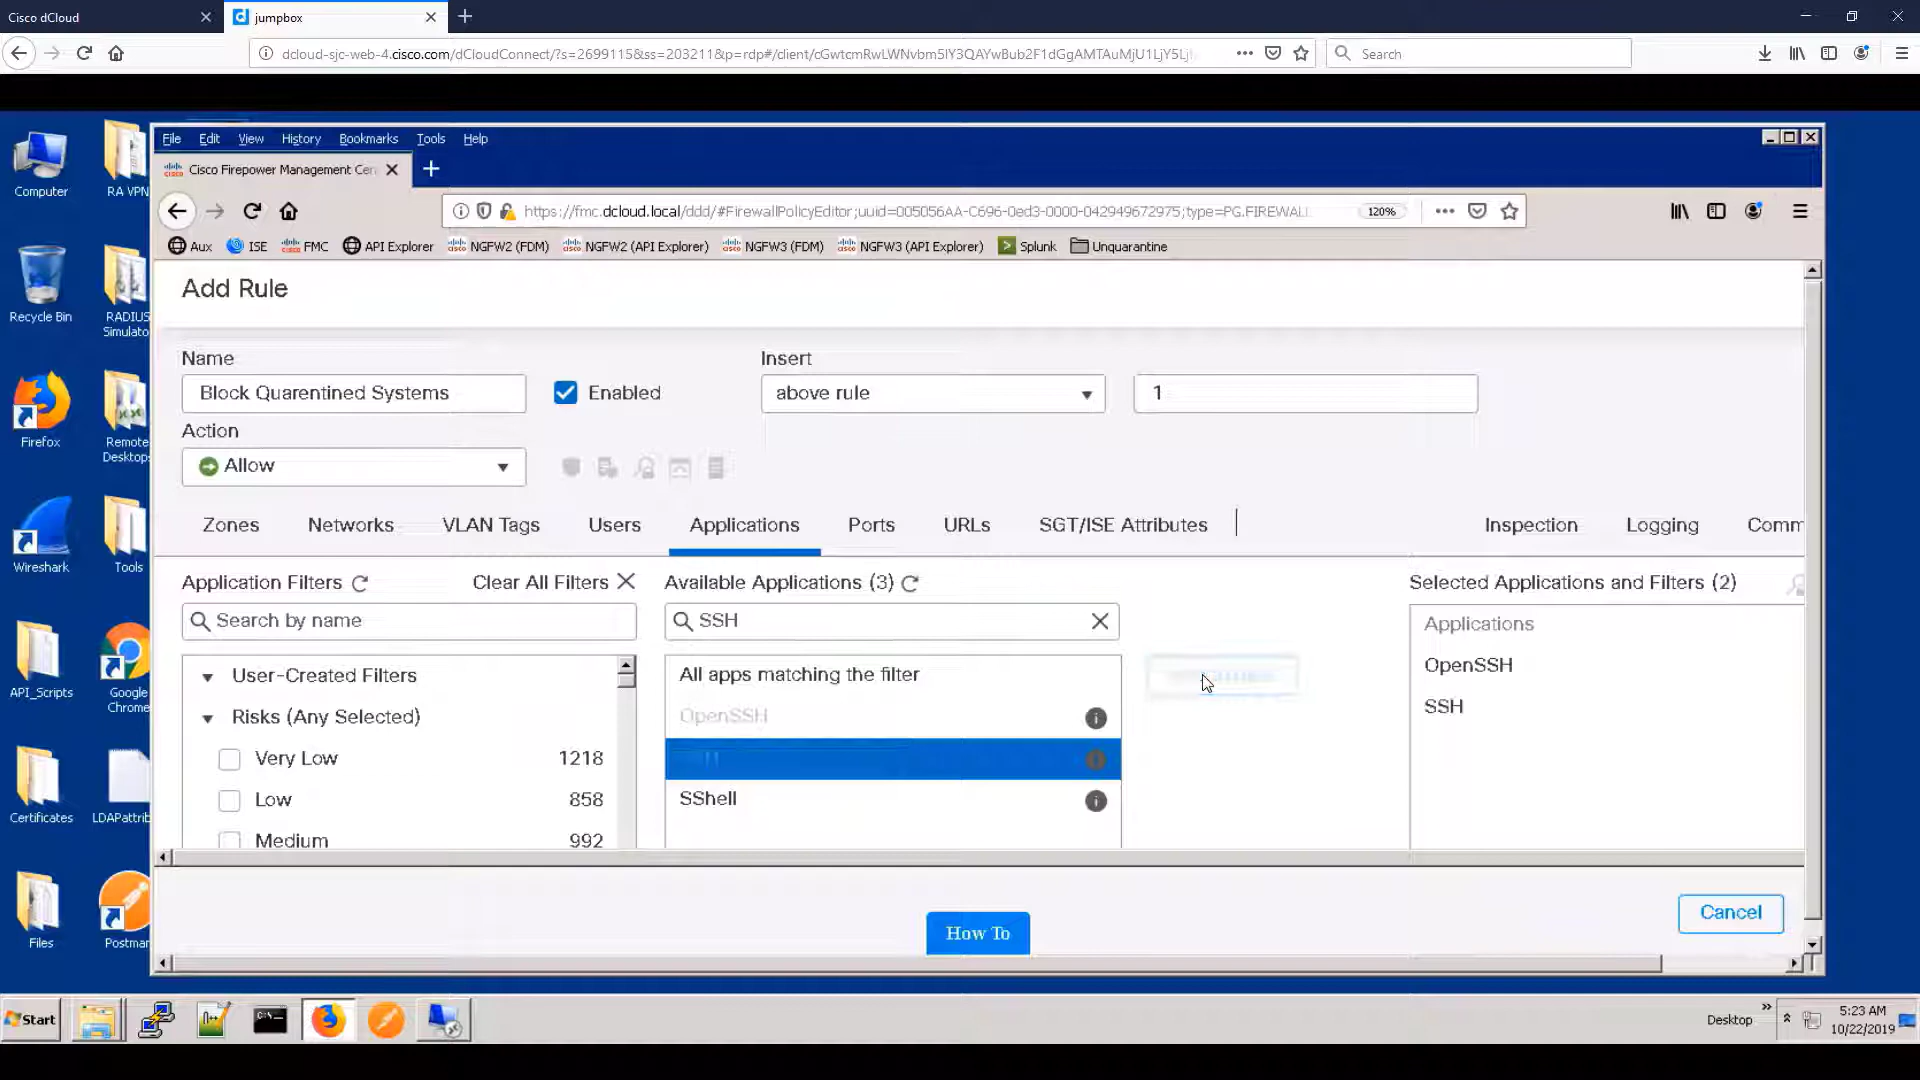 Cisco dCloud
jumpbox
dcloud-sjc-web-4.cisco.com/dCloudConnect/?s=2699115&ss=203211&p=rdp#/client/
Search
File Edit View History Bookmarks Tools Help
Cisco Firepower Management Cen
https://fmc.dcloud.local/ddd/#FirewallPolicyEditor;uuid=005056AA-C696-0ed3-0000-042949672975;type=PG.FIREWALL
120%
Aux ISE FMC API Explorer NGFW2 (FDM) NGFW2 (API Explorer) NGFW3 (FDM) NGFW3 (API Explorer) Splunk Unquarantine
Computer
RA VPN
Recycle Bin
RADIUS Simulato
Firefox
Remote Desktops
Wireshark
Tools
API_Scripts
Google Chrome
Certificates
LDAPattrib
Files
Postman
Add Rule
Name
Block Quarentined Systems
Enabled
Insert
above rule
1
Action
Allow
Zones Networks VLAN Tags Users Applications Ports URLs SGT/ISE Attributes Inspection Logging Comm
Application Filters
Clear All Filters
Search by name
User-Created Filters
Risks (Any Selected)
Very Low 1218
Low 858
Medium 992
Available Applications (3)
SSH
All apps matching the filter
OpenSSH
SShell
Selected Applications and Filters (2)
Applications
OpenSSH
SSH
Cancel
How To
Start
Desktop
5:23 AM
10/22/2019